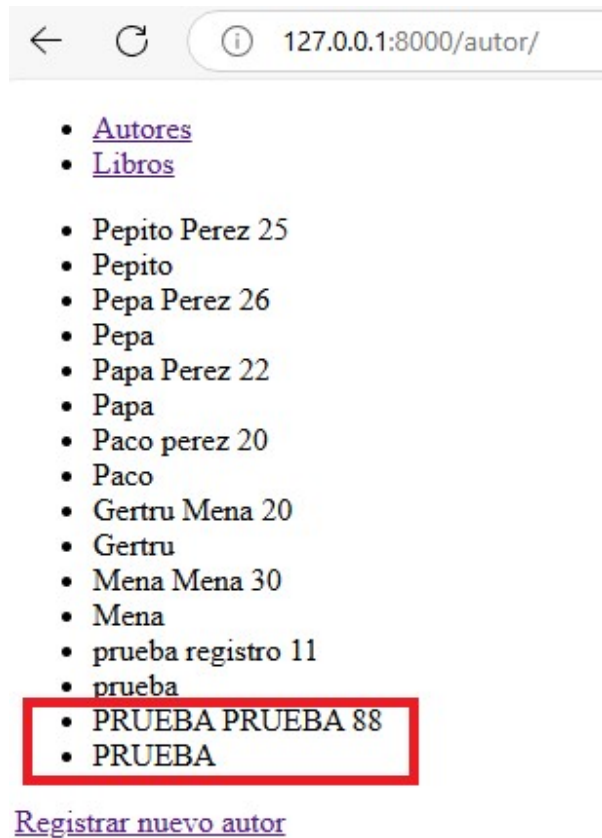 127.0.0.1:8000/autor/
Autores
Libros
Pepito Perez 25
Pepito
Pepa Perez 26
Pepa
Papa Perez 22
Papa
Paco perez 20
Paco
Gertru Mena 20
Gertru
Mena Mena 30
Mena
prueba registro 11
prueba
PRUEBA PRUEBA 88
PRUEBA
Registrar nuevo autor